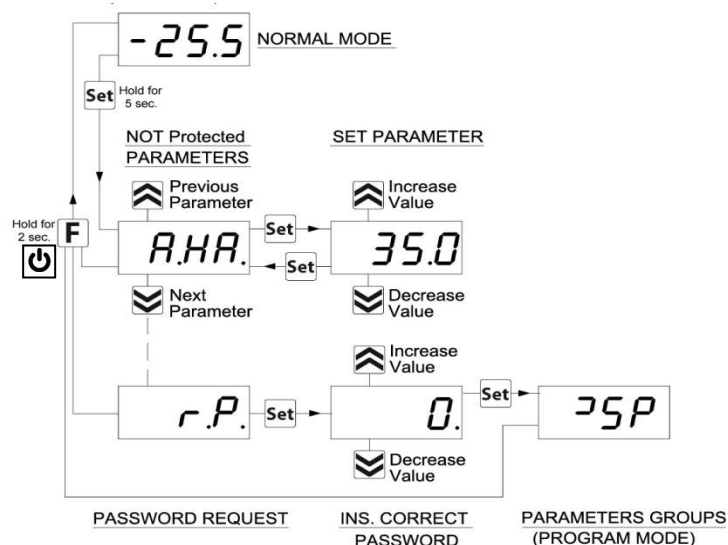 -25.5
NORMAL MODE
Set
Hold for
5 sec.
NOT Protected
PARAMETERS
SET PARAMETER
Previous
Parameter
Increase
Value
Hold for
2 sec.
F
A.HA.
Set
Set
35.0
Next
Parameter
Decrease
Value
Increase
Value
r.P.
Set
0.
Set
⊃SP
Decrease
Value
PASSWORD REQUEST
INS. CORRECT
PASSWORD
PARAMETERS GROUPS
(PROGRAM MODE)